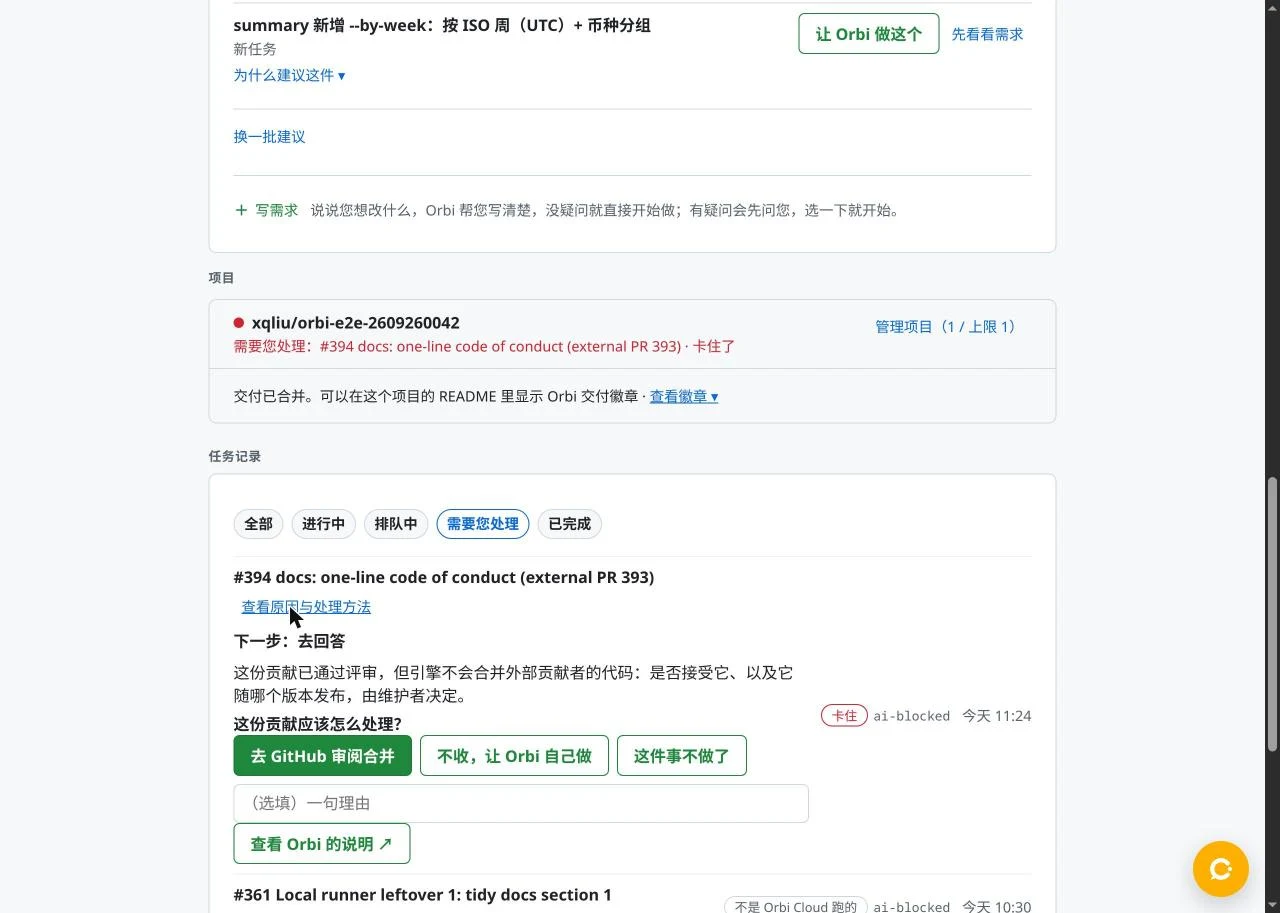 summary 新增 --by-week：按 ISO 周（UTC）+ 币种分组
新任务
让 Orbi 做这个
先看看需求
为什么建议这件 ▾
换一批建议
+ 写需求 说说您想改什么，Orbi 帮您写清楚，没疑问就直接开始做；有疑问会先问您，选一下就开始。
项目
xqliu/orbi-e2e-2609260042
管理项目（1 / 上限 1）
需要您处理：#394 docs: one-line code of conduct (external PR 393) · 卡住了
交付已合并。可以在这个项目的 README 里显示 Orbi 交付徽章 · 查看徽章 ▾
任务记录
全部 进行中 排队中 需要您处理 已完成
#394 docs: one-line code of conduct (external PR 393)
查看原因与处理方法
下一步：去回答
这份贡献已通过评审，但引擎不会合并外部贡献者的代码：是否接受它、以及它
随哪个版本发布，由维护者决定。
卡住 ai-blocked 今天 11:24
这份贡献应该怎么处理？
去 GitHub 审阅合并 不收，让 Orbi 自己做 这件事不做了
（选填）一句理由
查看 Orbi 的说明 ↗
#361 Local runner leftover 1: tidy docs section 1
不是 Orbi Cloud 跑的 ai-blocked 今天 10:30